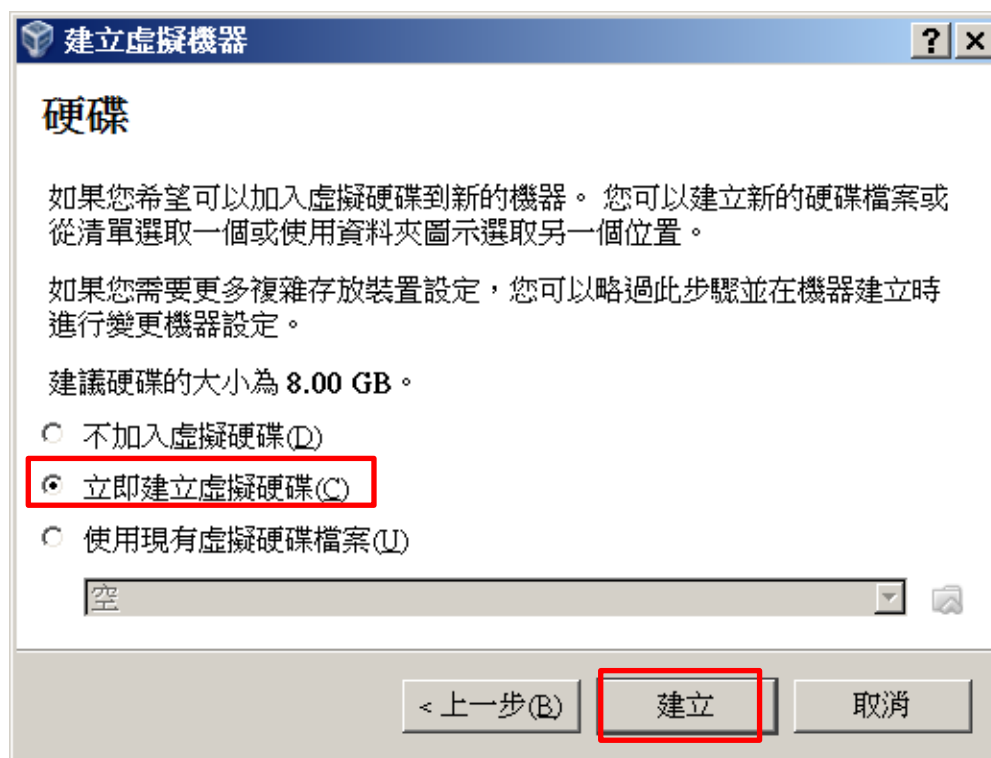 建立虛擬機器
硬碟
如果您希望可以加入虛擬硬碟到新的機器。 您可以建立新的硬碟檔案或
從清單選取一個或使用資料夾圖示選取另一個位置。
如果您需要更多複雜存放裝置設定，您可以略過此步驟並在機器建立時
進行變更機器設定。
建議硬碟的大小為 8.00 GB。
不加入虛擬硬碟(D)
立即建立虛擬硬碟(C)
使用現有虛擬硬碟檔案(U)
空
<上一步(B) 建立 取消